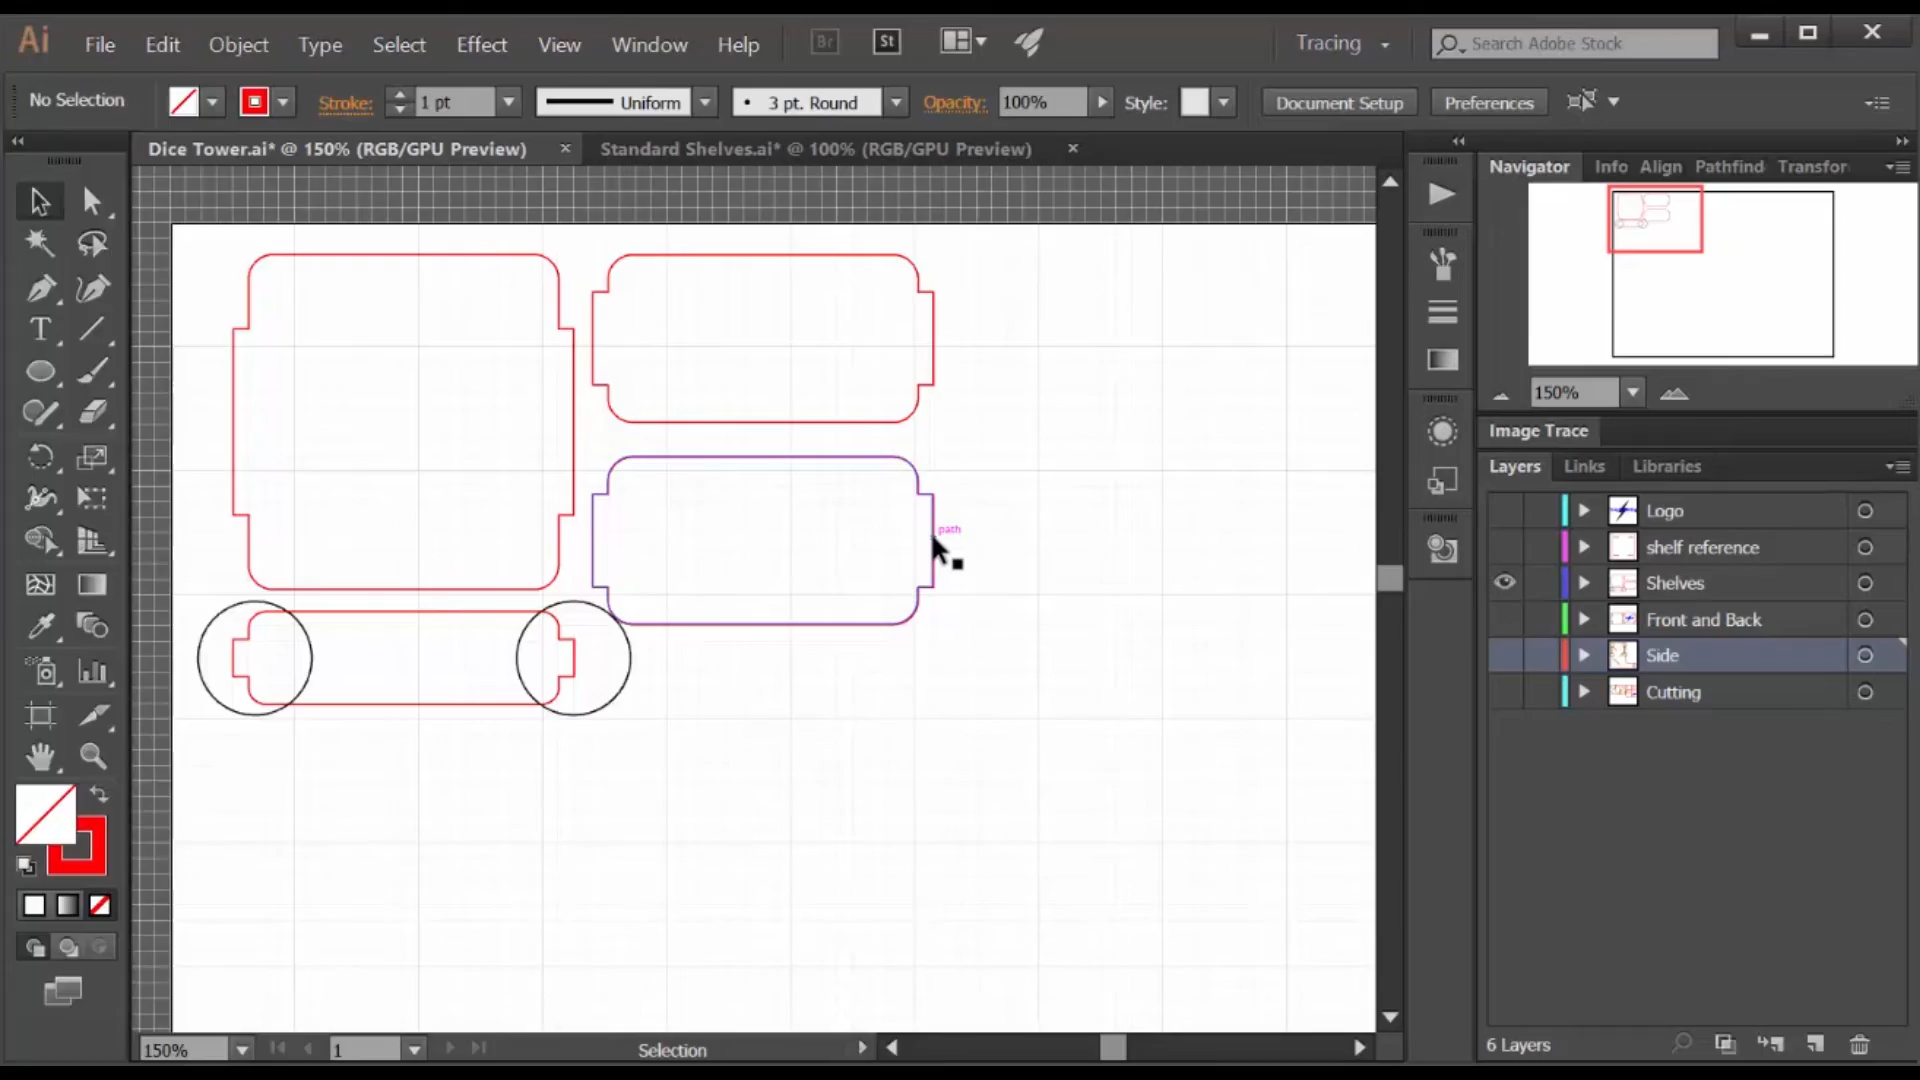 Ai File Edit Object Type Select Effect View Window Help Br St Tracing Search Adobe Stock
No Selection Stroke: 1 pt Uniform 3 pt. Round Opacity: 100% Style: Document Setup Preferences
Dice Tower.ai* @ 150% (RGB/GPU Preview) × Standard Shelves.ai* @ 100% (RGB/GPU Preview) ×
Navigator Info Align Pathfind Transfor
150%
Image Trace
Layers Links Libraries
Logo
shelf reference
path
Shelves
Front and Back
Side
Cutting
150% 1 Selection
6 Layers